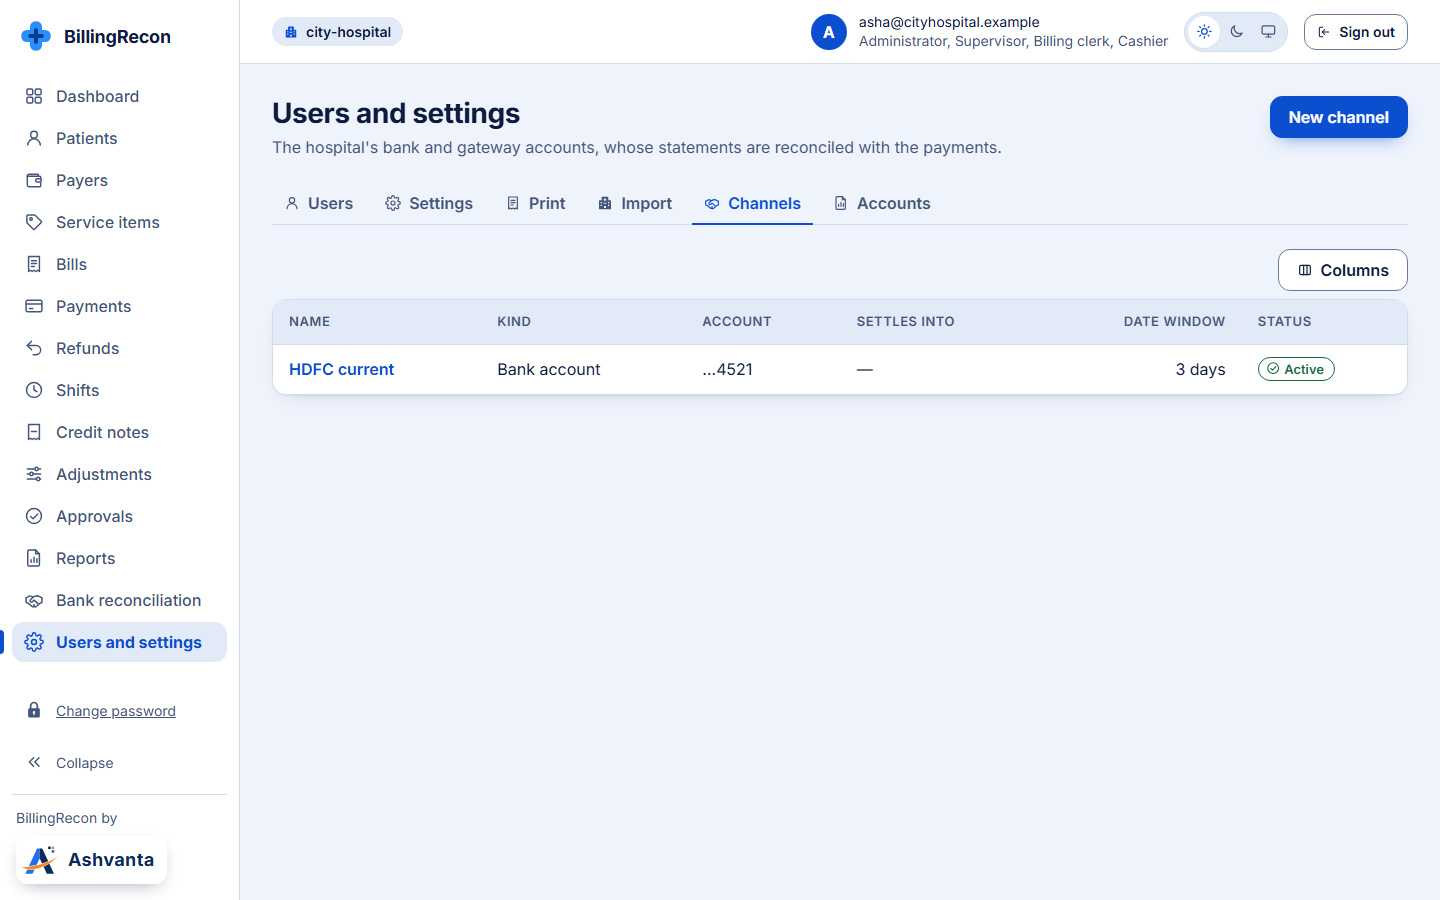 BillingRecon
city-hospital
A
asha@cityhospital.example
Administrator, Supervisor, Billing clerk, Cashier
Sign out
Dashboard
Patients
Payers
Service items
Bills
Payments
Refunds
Shifts
Credit notes
Adjustments
Approvals
Reports
Bank reconciliation
Users and settings
Change password
Collapse
BillingRecon by
Ashvanta
Users and settings
New channel
The hospital's bank and gateway accounts, whose statements are reconciled with the payments.
Users Settings Print Import Channels Accounts
Columns
NAME KIND ACCOUNT SETTLES INTO DATE WINDOW STATUS
HDFC current Bank account ...4521 — 3 days Active